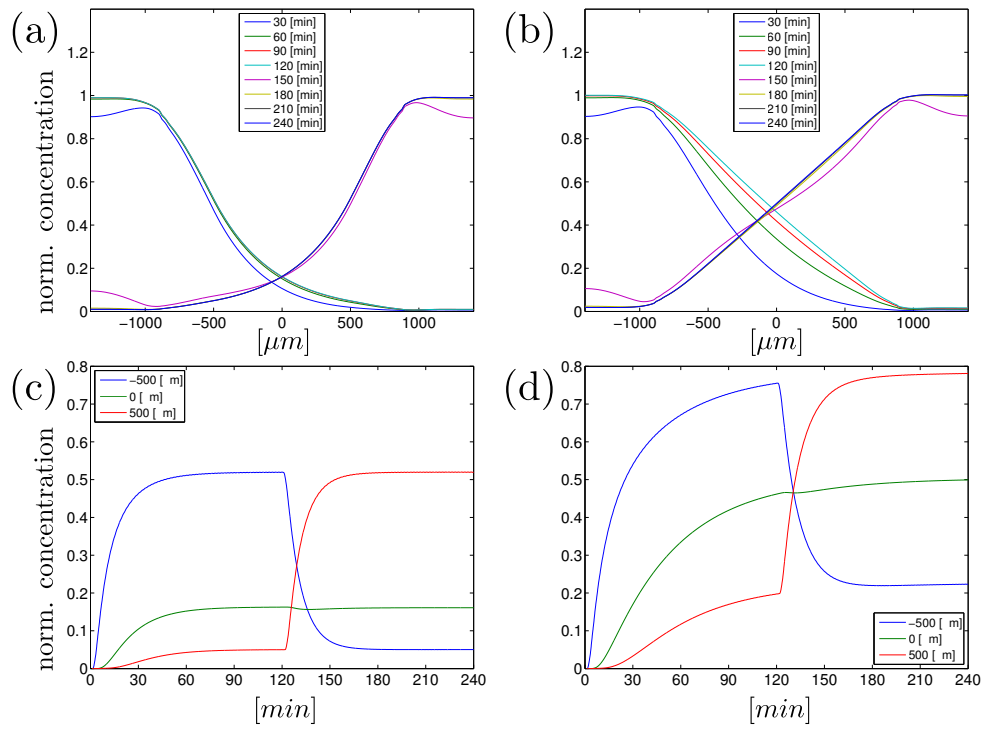 (a)
norm. concentration
1.2
1
0.8
0.6
0.4
0.2
0
30 [min]
60 [min]
90 [min]
120 [min]
150 [min]
180 [min]
210 [min]
240 [min]
−1000 −500 0 500 1000
[μm]
(b)
1.2
1
0.8
0.6
0.4
0.2
0
30 [min]
60 [min]
90 [min]
120 [min]
150 [min]
180 [min]
210 [min]
240 [min]
−1000 −500 0 500 1000
[μm]
(c)
norm. concentration
0.8
0.7
0.6
0.5
0.4
0.3
0.2
0.1
0
−500 [ m]
0 [ m]
500 [ m]
0 30 60 90 120 150 180 210 240
[min]
(d)
0.8
0.7
0.6
0.5
0.4
0.3
0.2
0.1
0
−500 [ m]
0 [ m]
500 [ m]
0 30 60 90 120 150 180 210 240
[min]